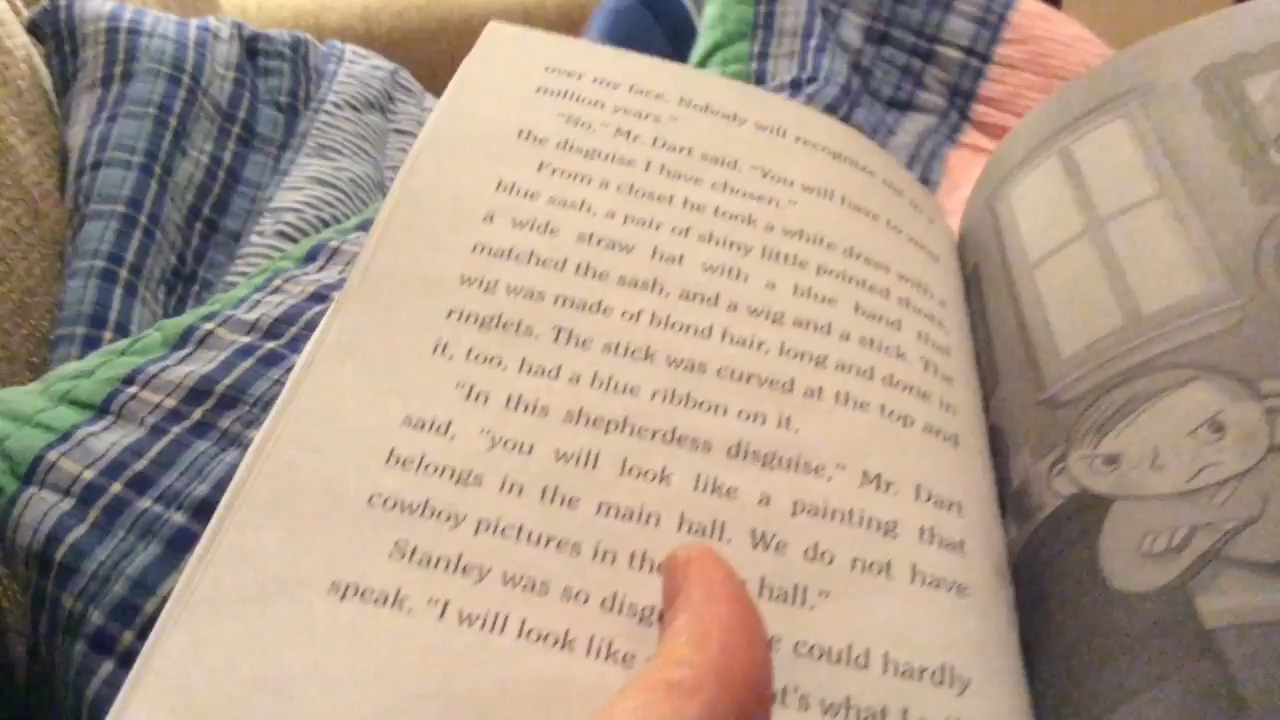 over my face. Nobody will recognize me in a
million years."
"No," Mr. Dart said. "You will have to wear
the disguise I have chosen."
From a closet he took a white dress with a
blue sash, a pair of shiny little pointed shoes,
a wide straw hat with a blue band that
matched the sash, and a wig and a stick. The
wig was made of blond hair, long and done in
ringlets. The stick was curved at the top and
it, too, had a blue ribbon on it.
"In this shepherdess disguise," Mr. Dart
said, "you will look like a painting that
belongs in the main hall. We do not have
cowboy pictures in the hall."
Stanley was so disg e could hardly
speak. "I will look like
at's what I